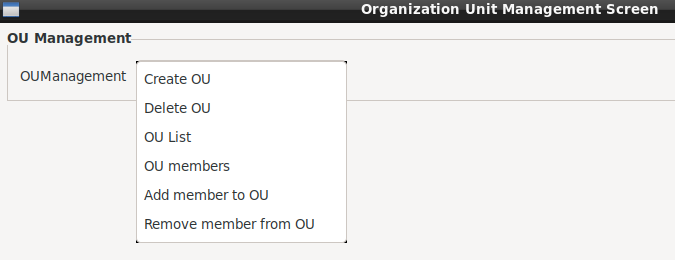 Organization Unit Management Screen
OU Management
OUManagement
Create OU
Delete OU
OU List
OU members
Add member to OU
Remove member from OU